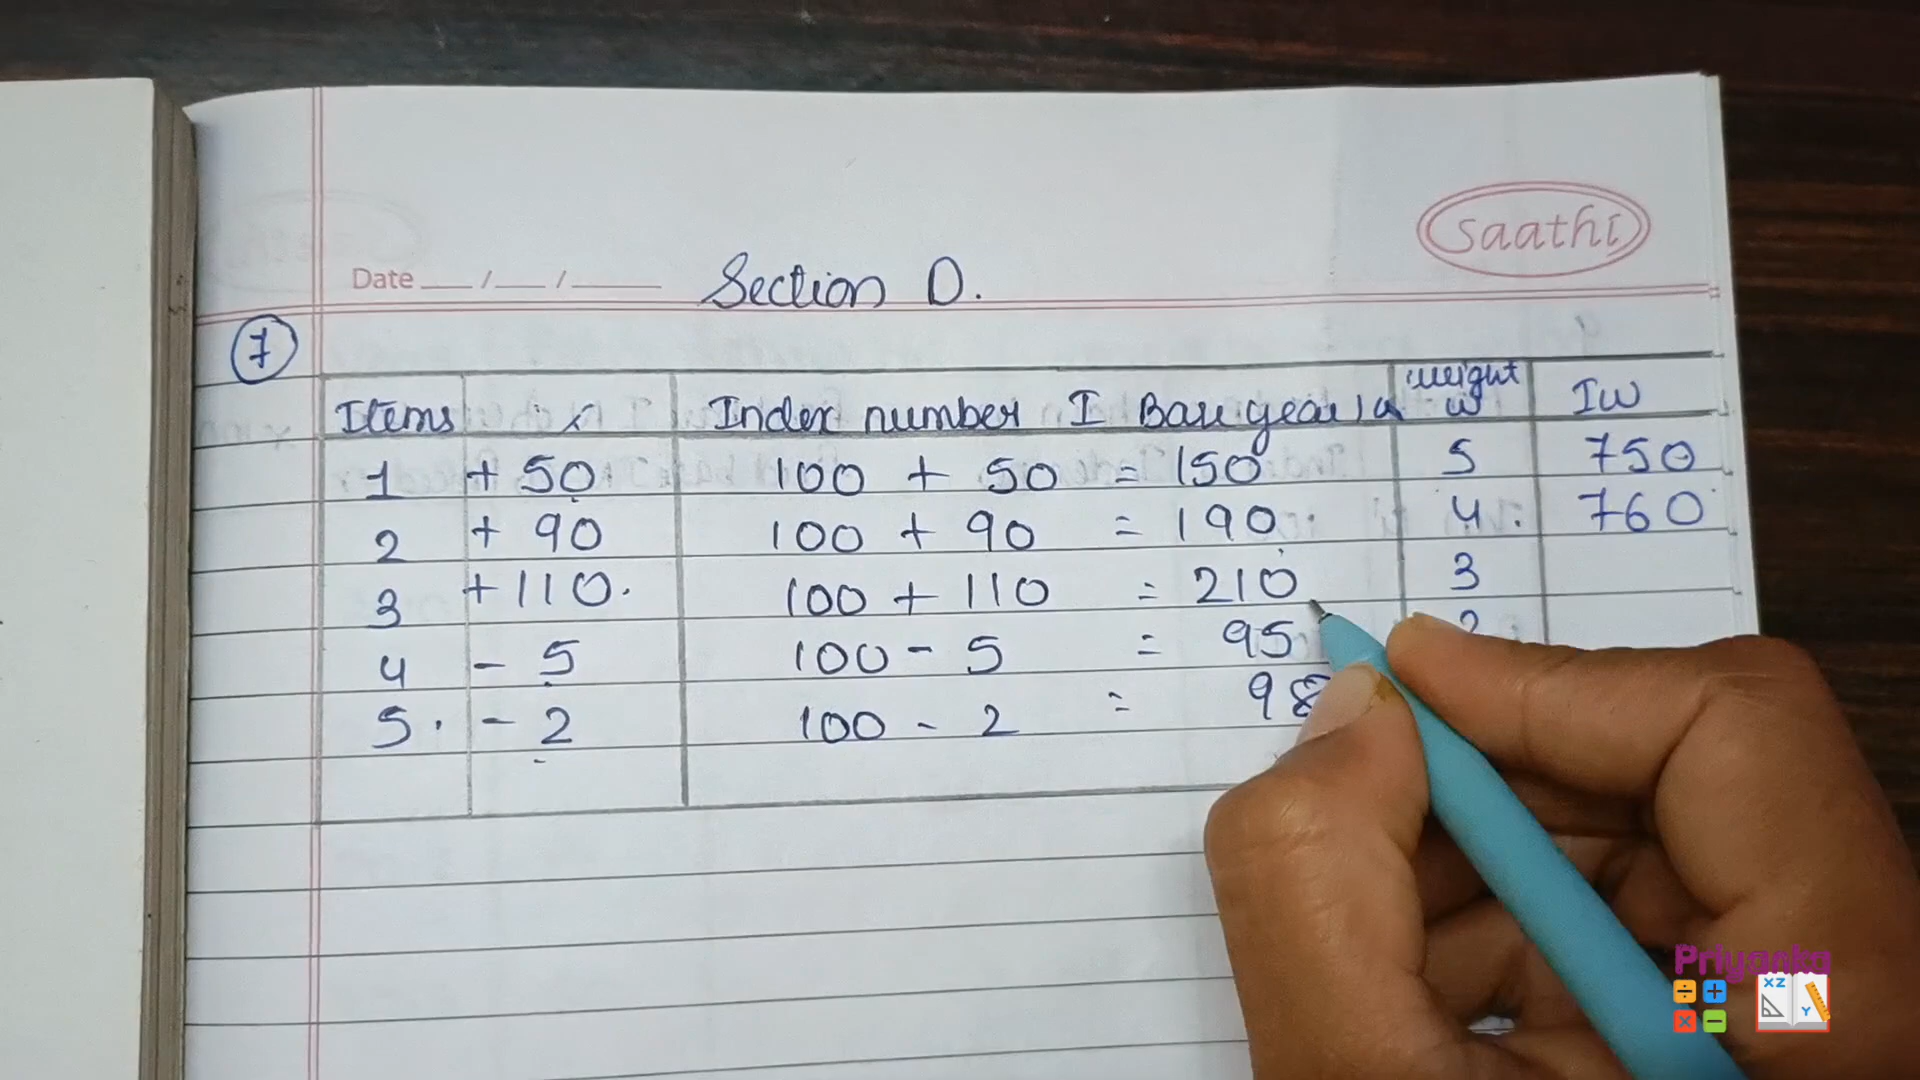 saathi
Date / /
Section D.
7
Items Index number I Base year weight w Iw
1 + 50 100 + 50 = 150 5 750
2 + 90 100 + 90 = 190 4 760
3 + 110 100 + 110 = 210 3
4 - 5 100 - 5 = 95 2
5 - 2 100 - 2 = 98
Priyanka
÷ + XZ
× − Y